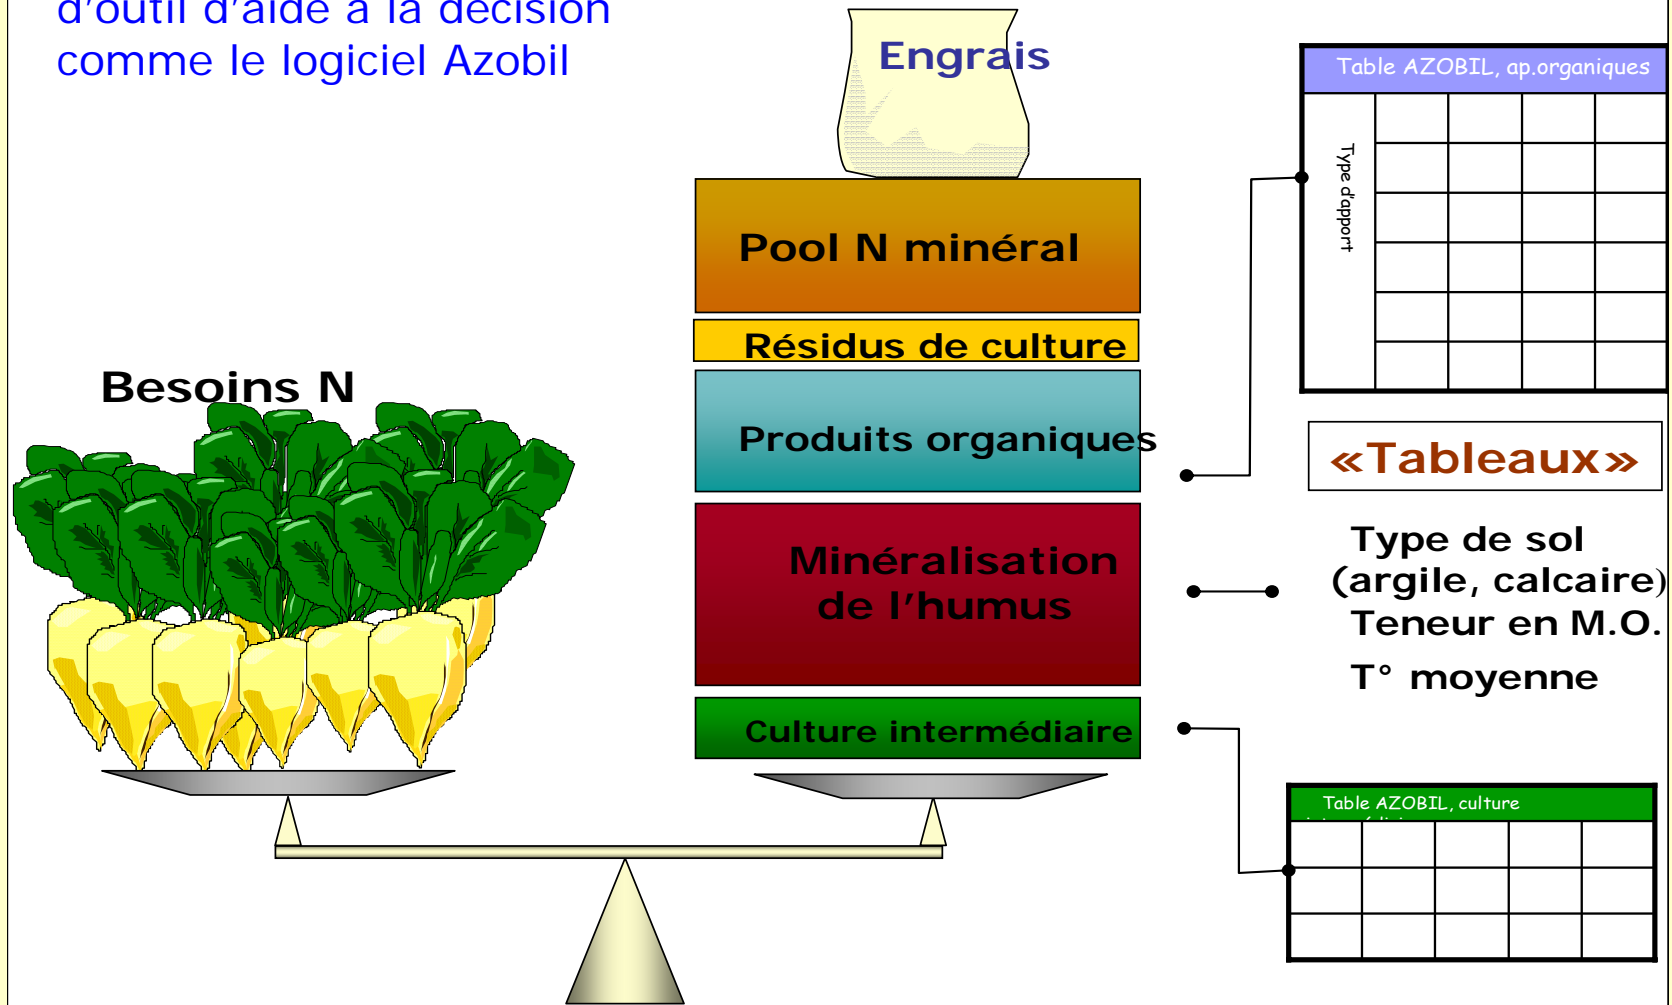 d'outil d'aide à la décision
comme le logiciel Azobil
Engrais
Pool N minéral
Résidus de culture
Produits organiques
Minéralisation
de l'humus
Culture intermédiaire
Besoins N
Table AZOBIL, ap.organiques
Type d'apport
«Tableaux»
Type de sol
(argile, calcaire)
Teneur en M.O.
T° moyenne
Table AZOBIL, culture